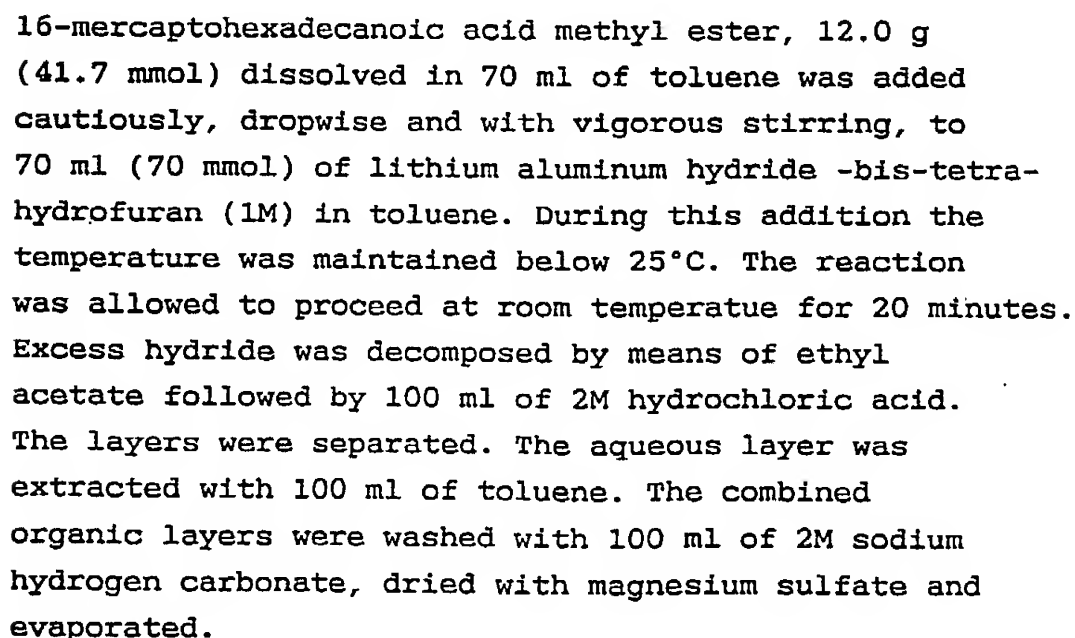 16-mercaptohexadecanoic acid methyl ester, 12.0 g
(41.7 mmol) dissolved in 70 ml of toluene was added
cautiously, dropwise and with vigorous stirring, to
70 ml (70 mmol) of lithium aluminum hydride -bis-tetra-
hydrofuran (1M) in toluene. During this addition the
temperature was maintained below 25°C. The reaction
was allowed to proceed at room temperatue for 20 minutes.
Excess hydride was decomposed by means of ethyl
acetate followed by 100 ml of 2M hydrochloric acid.
The layers were separated. The aqueous layer was
extracted with 100 ml of toluene. The combined
organic layers were washed with 100 ml of 2M sodium
hydrogen carbonate, dried with magnesium sulfate and
evaporated.